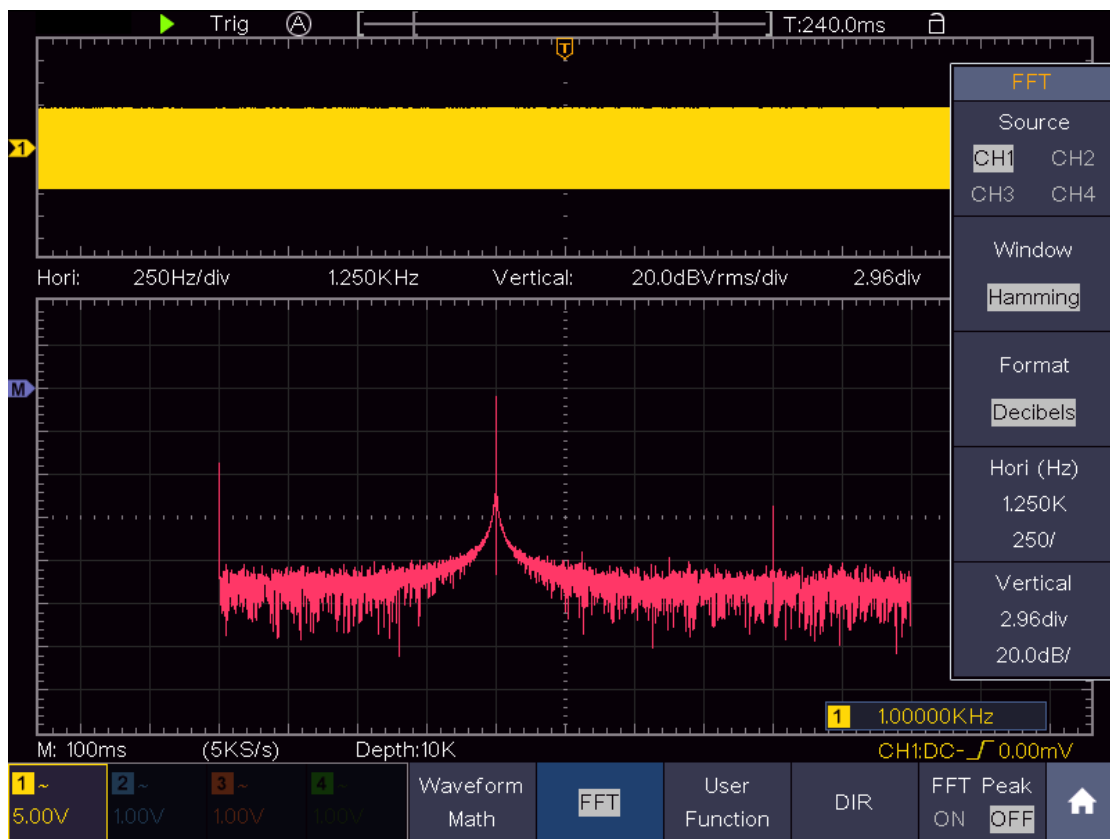 Trig A T:240.0ms
T
1
Hori: 250Hz/div 1.250KHz Vertical: 20.0dBVrms/div 2.96div
M
FFT
Source
CH1 CH2
CH3 CH4
Window
Hamming
Format
Decibels
Hori (Hz)
1.250K
250/
Vertical
2.96div
20.0dB/
1 1.00000KHz
M: 100ms (5KS/s) Depth:10K CH1:DC- 0.00mV
1 ~ 2 ~ 3 ~ 4 ~
5.00V 1.00V 1.00V 1.00V
Waveform
Math
FFT
User
Function
DIR
FFT Peak
ON OFF